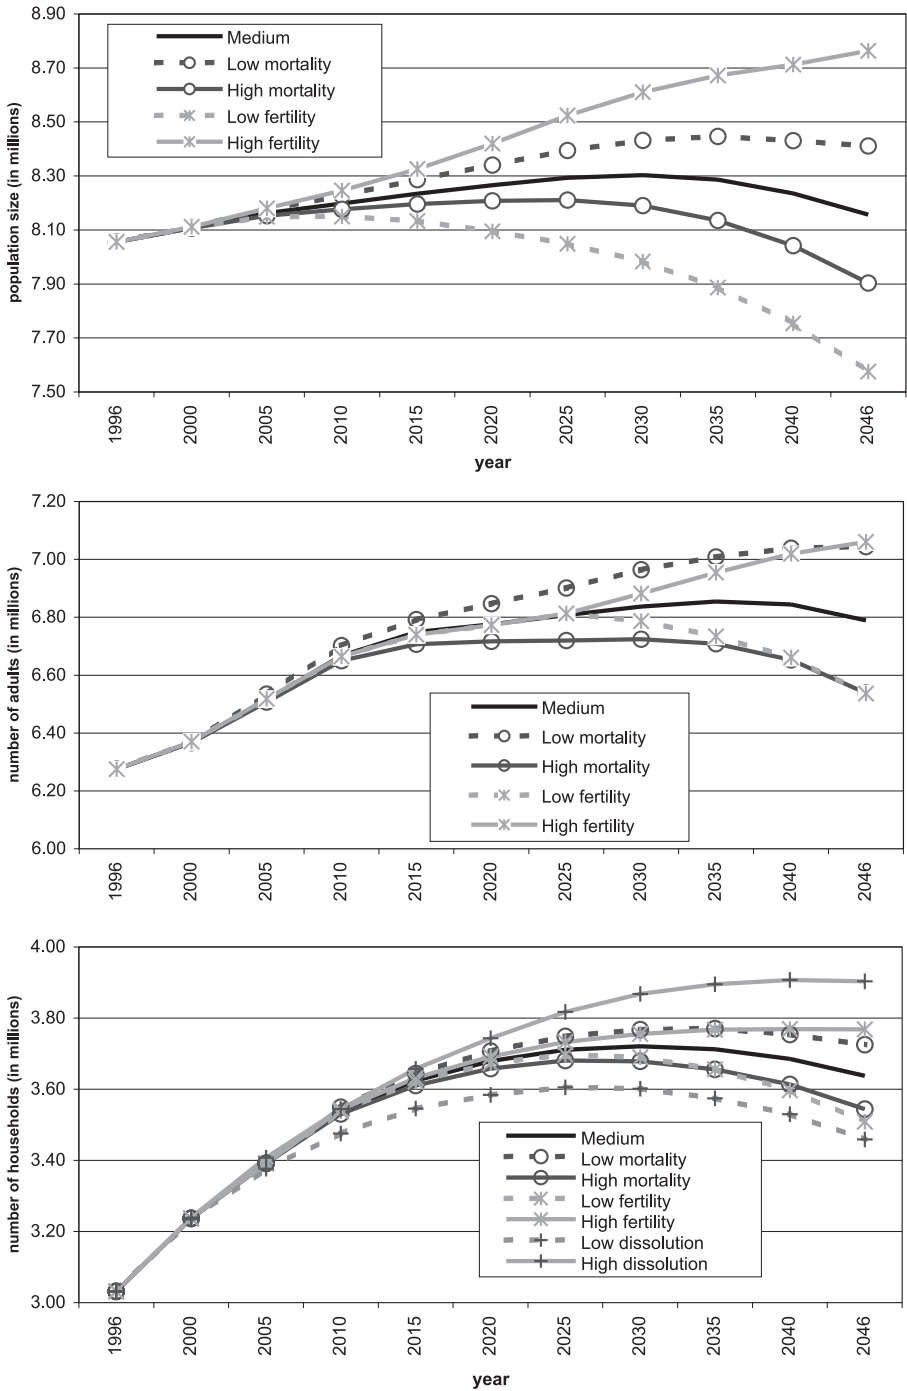 8.90
8.70
8.50
8.30
8.10
7.90
7.70
7.50
population size (in millions)
Medium
Low mortality
High mortality
Low fertility
High fertility
1996
2000
2005
2010
2015
2020
2025
2030
2035
2040
2046
year
7.20
7.00
6.80
6.60
6.40
6.20
6.00
number of adults (in millions)
Medium
Low mortality
High mortality
Low fertility
High fertility
1996
2000
2005
2010
2015
2020
2025
2030
2035
2040
2046
4.00
3.80
3.60
3.40
3.20
3.00
number of households (in millions)
Medium
Low mortality
High mortality
Low fertility
High fertility
Low dissolution
High dissolution
1996
2000
2005
2010
2015
2020
2025
2030
2035
2040
2046
year